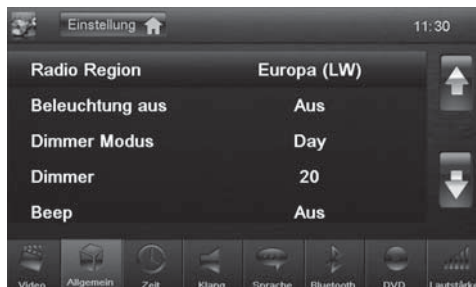 Einstellung 11:30
Radio Region Europa (LW)
Beleuchtung aus Aus
Dimmer Modus Day
Dimmer 20
Beep Aus
Video Allgemein Zeit Klang Sprache Bluetooth DVD Lautstärke